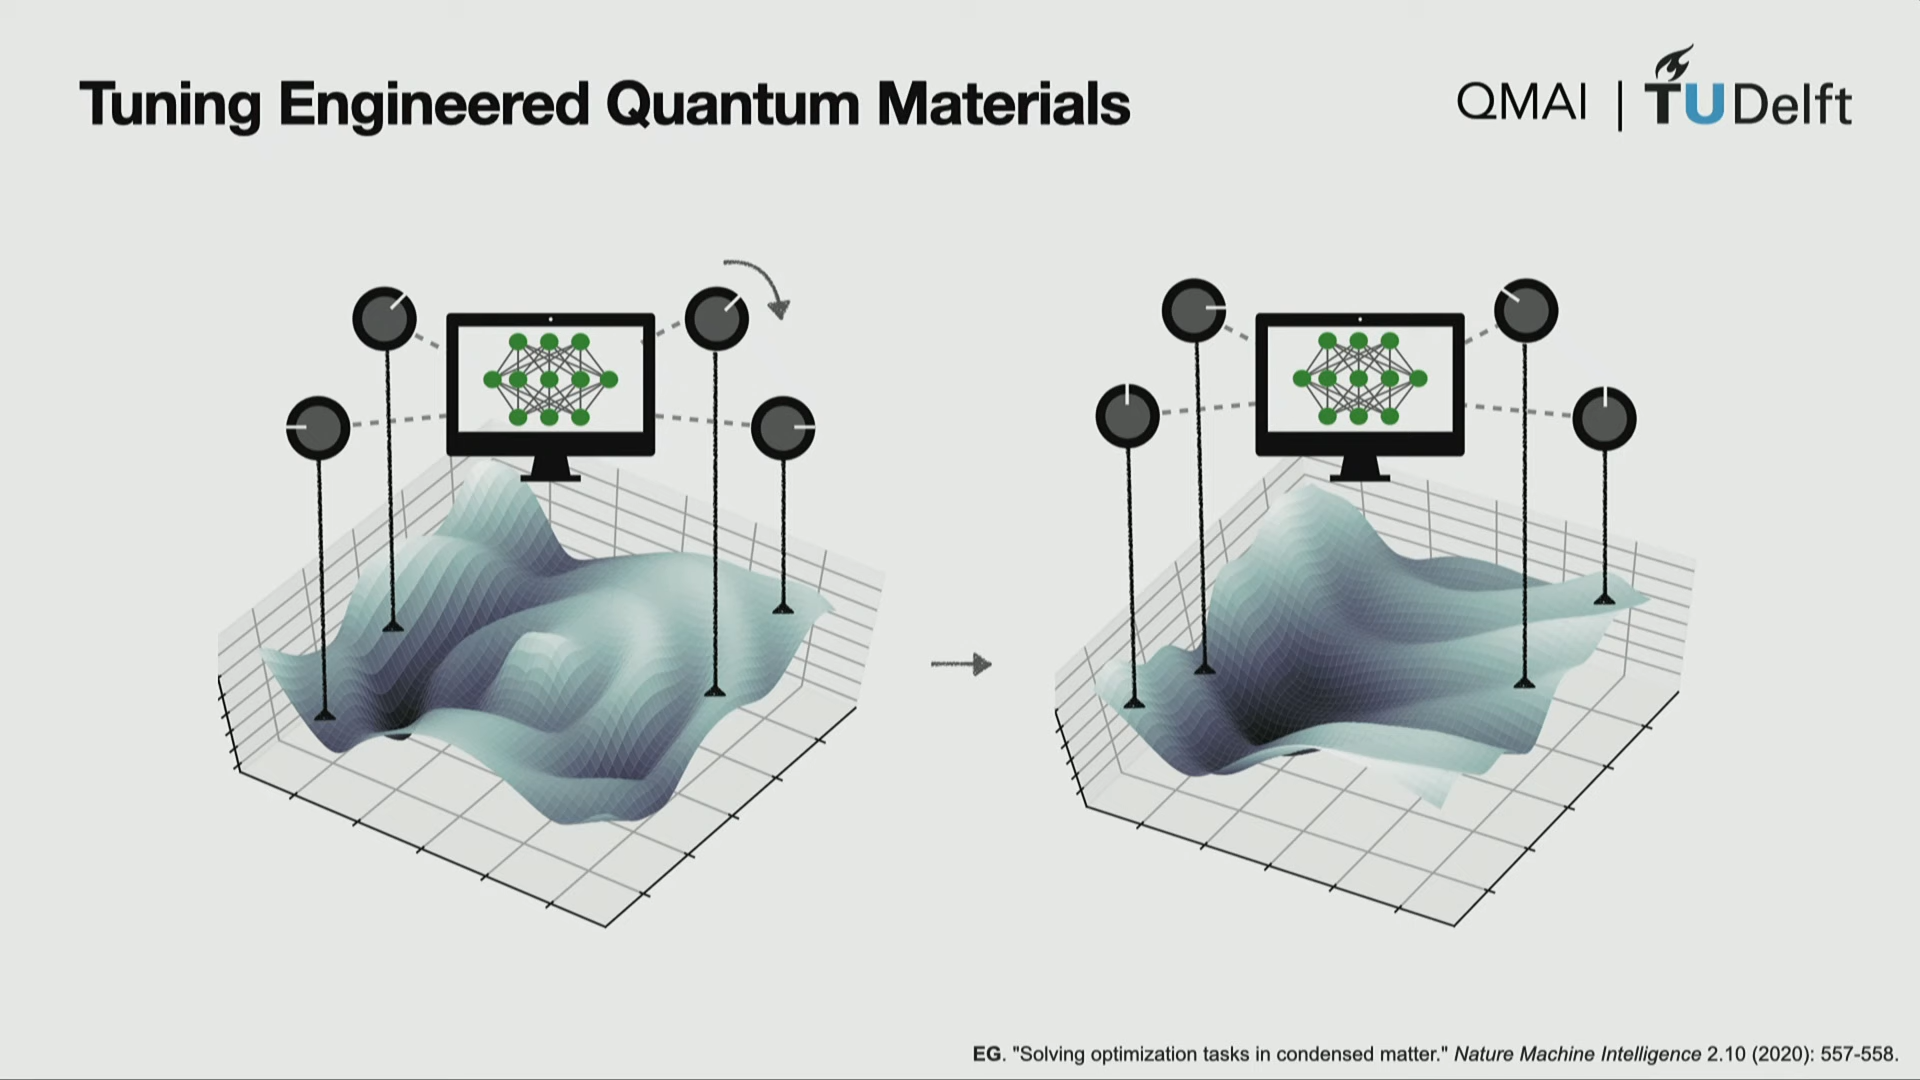 Tuning Engineered Quantum Materials
QMAI | TUDelft
EG. "Solving optimization tasks in condensed matter." Nature Machine Intelligence 2.10 (2020): 557-558.